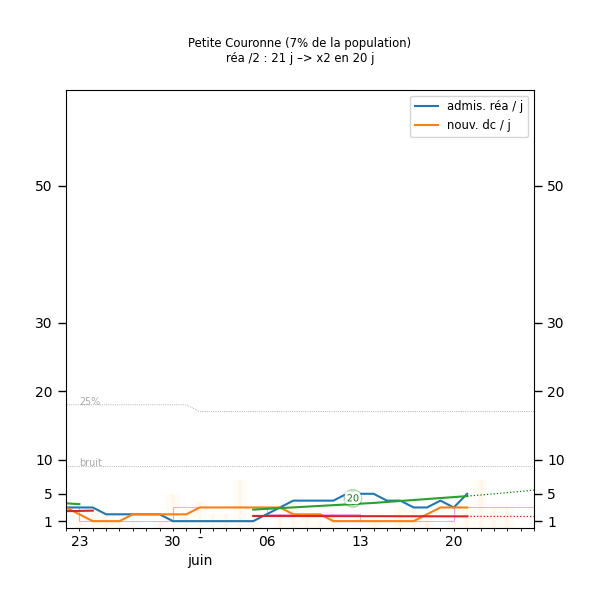 Petite Couronne (7% de la population)
réa /2 : 21 j –> x2 en 20 j
admis. réa / j
nouv. dc / j
50 50
30 30
20 20
25%
10 10
bruit
5 5
20
1 1
23 30 - 06 13 20
juin